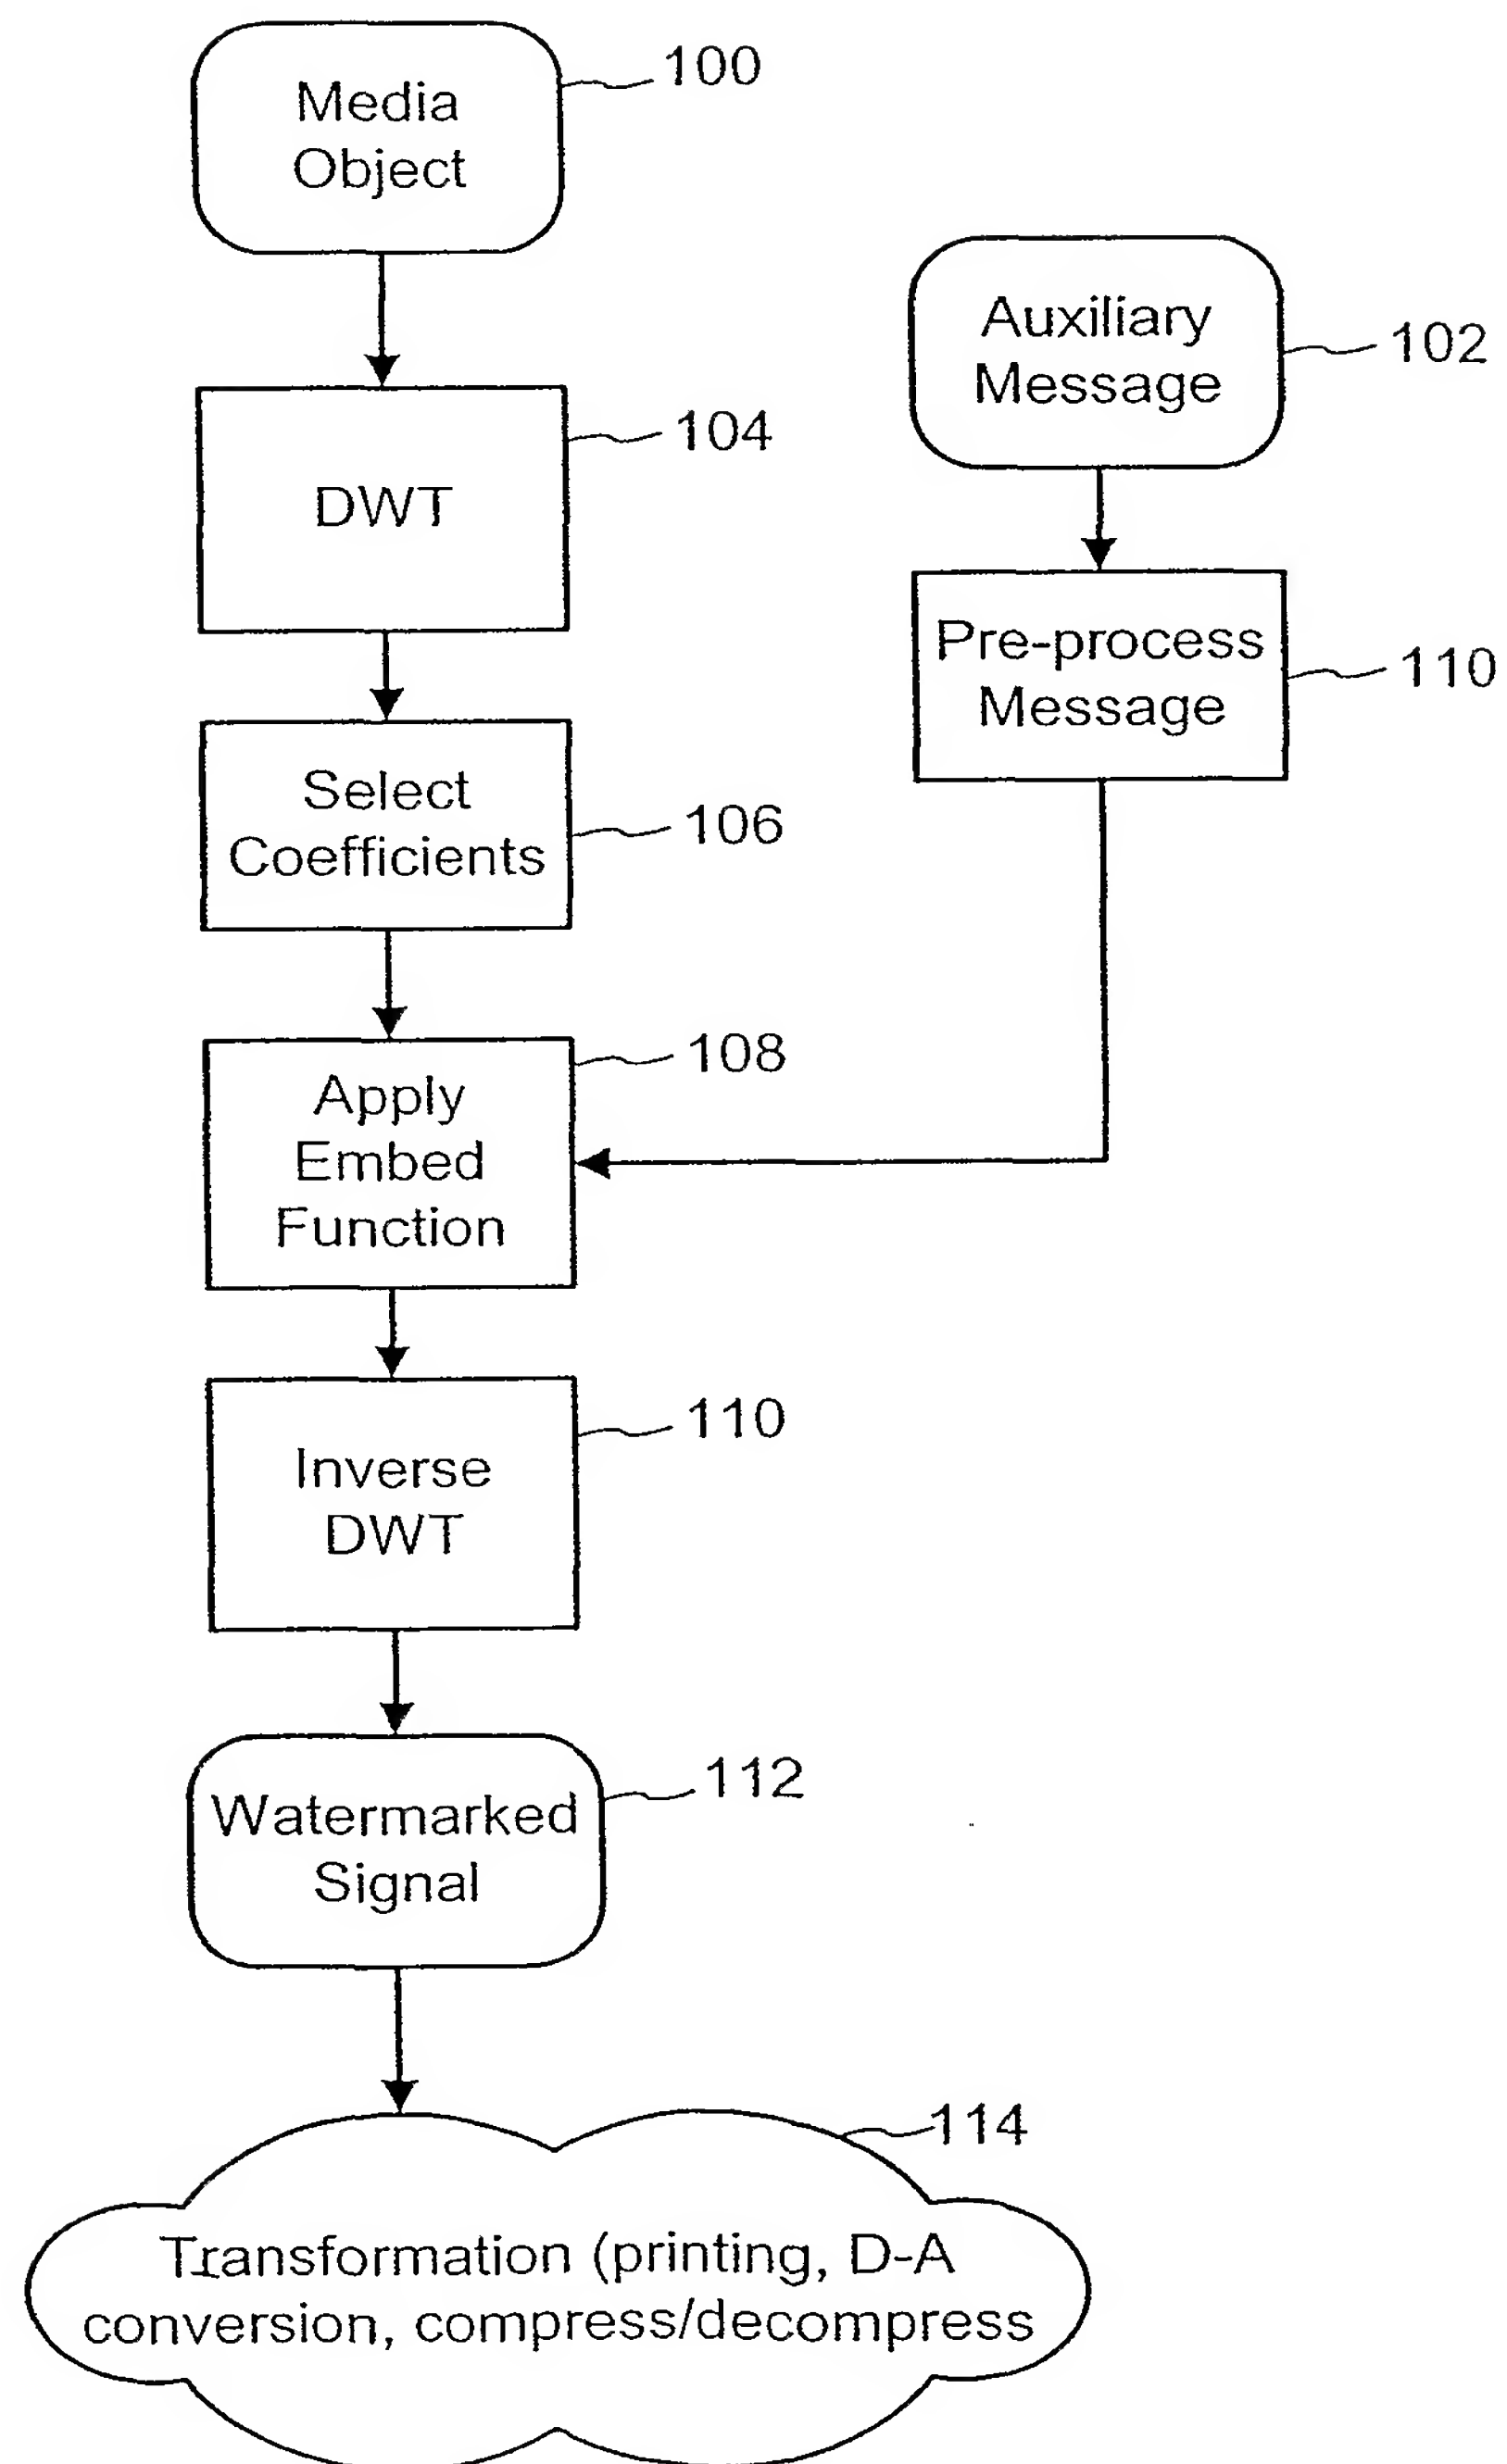 Media
Object
100
Auxiliary
Message
102
DWT
104
Pre-process
Message
110
Select
Coefficients
106
Apply
Embed
Function
108
Inverse
DWT
110
Watermarked
Signal
112
114
Transformation (printing, D-A
conversion, compress/decompress